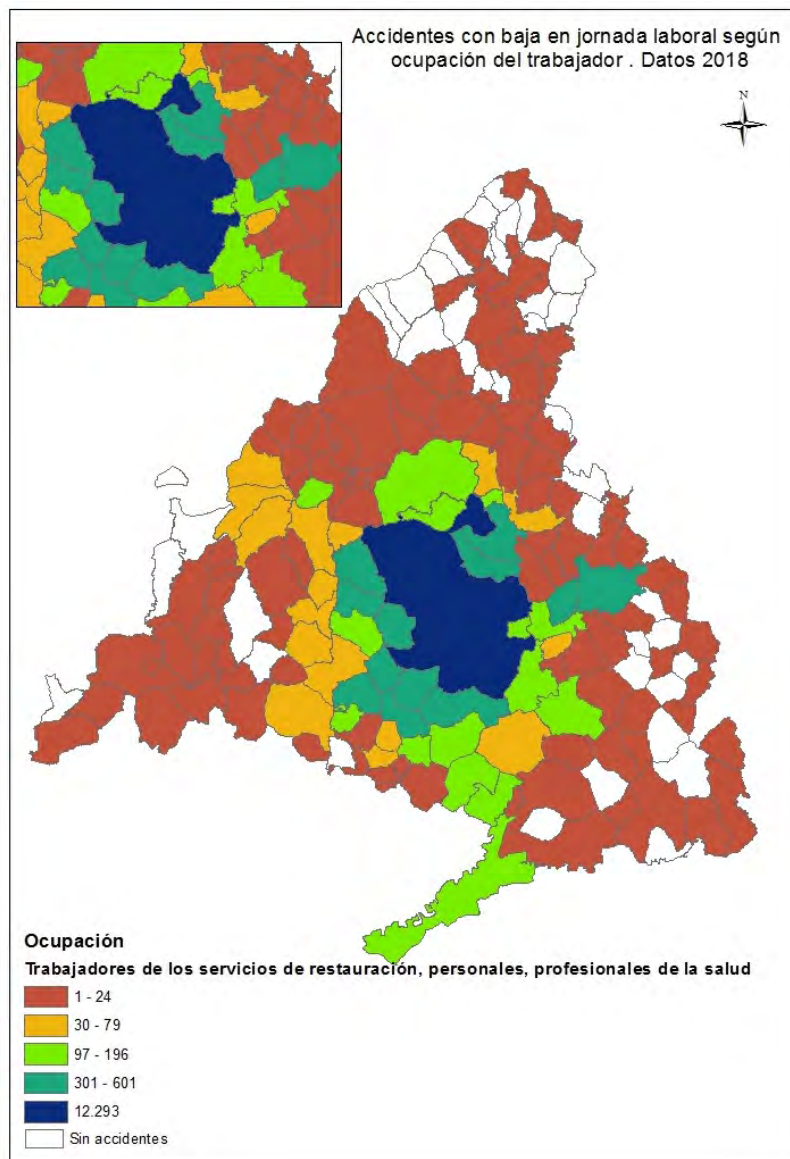 Accidentes con baja en jornada laboral según
ocupación del trabajador . Datos 2018
N
Ocupación
Trabajadores de los servicios de restauración, personales, profesionales de la salud
1 - 24
30 - 79
97 - 196
301 - 601
12.293
Sin accidentes